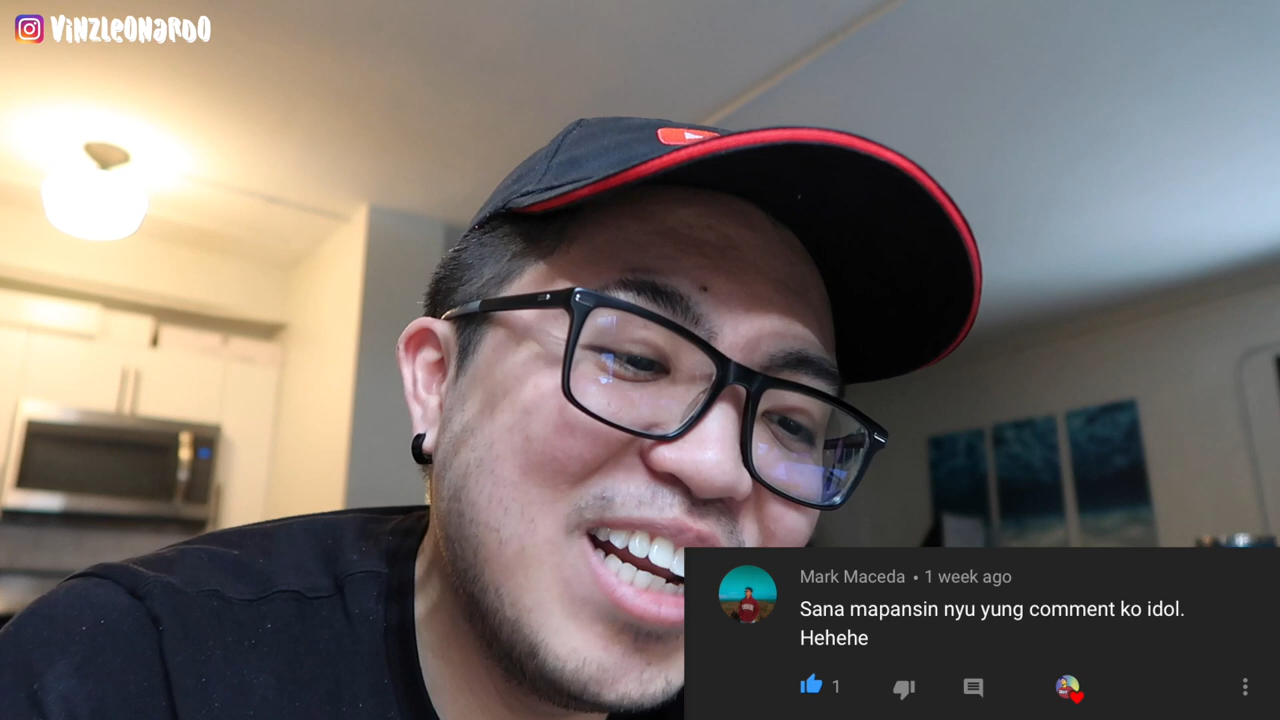 VINZLEONARDO
Mark Maceda • 1 week ago
Sana mapansin nyu yung comment ko idol.
Hehehe
1